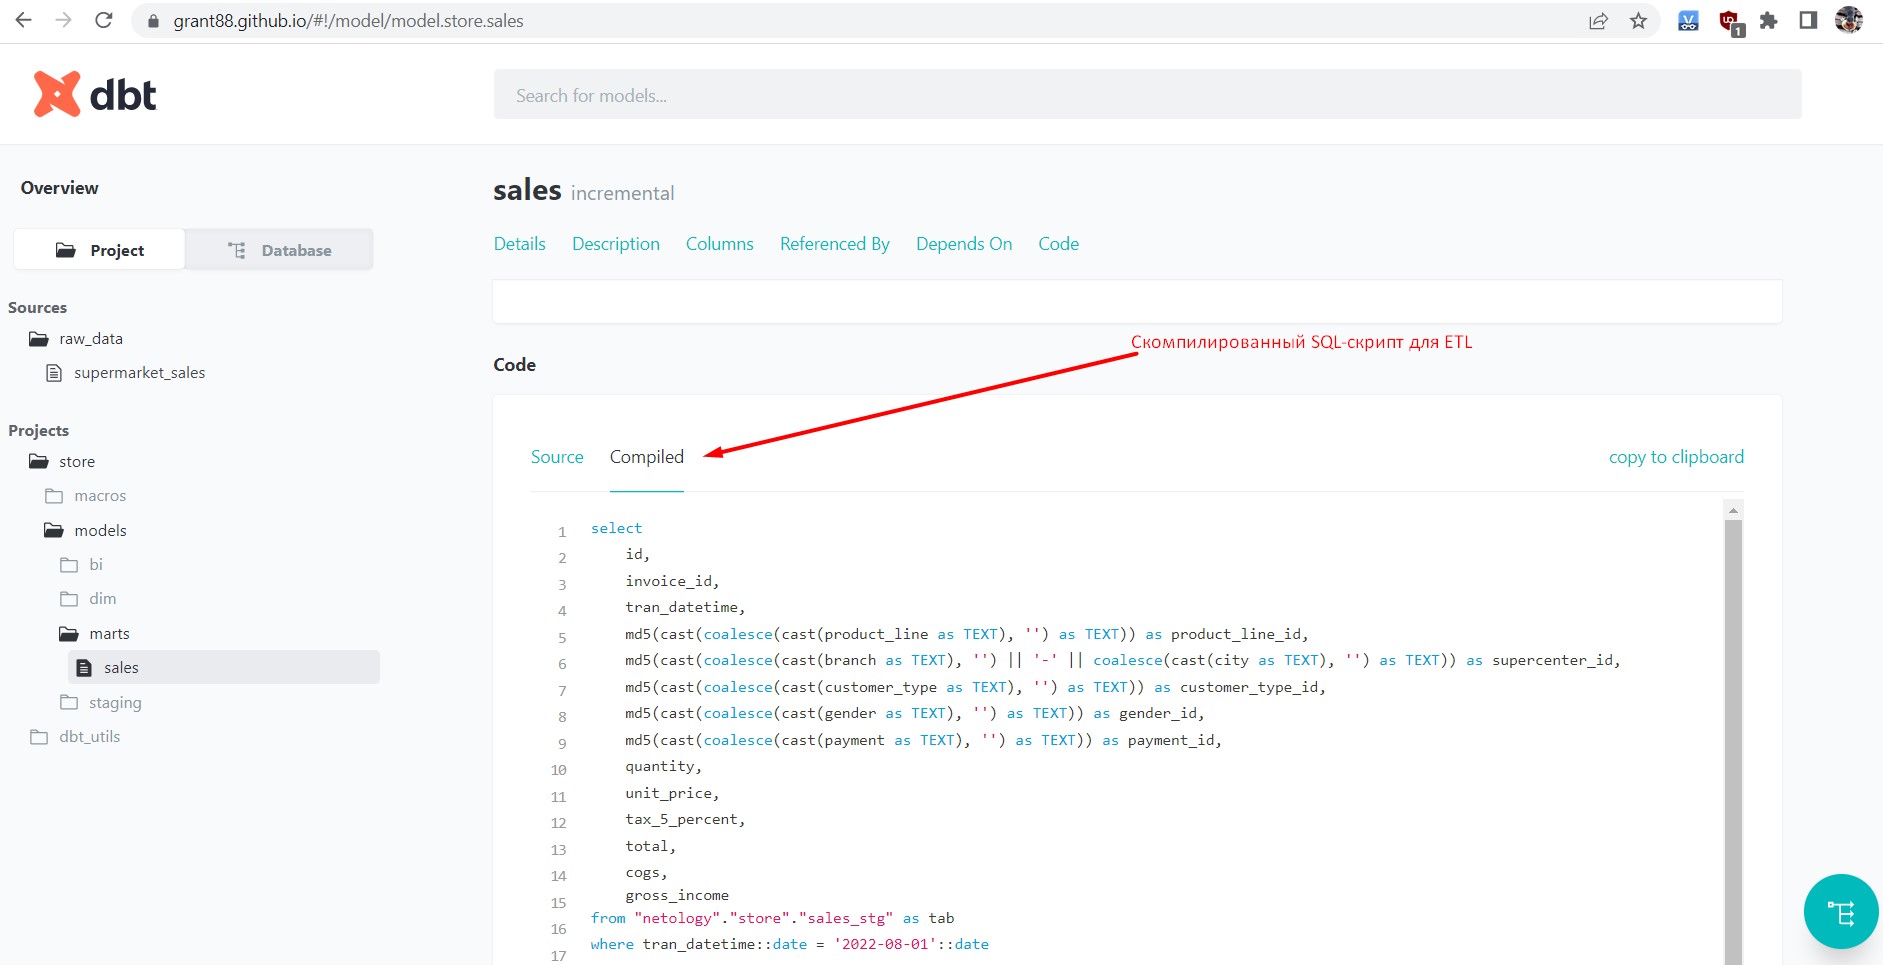 grant88.github.io/#!/model/model.store.sales
1
dbt
Search for models...
Overview
Project
Database
Sources
raw_data
supermarket_sales
Projects
store
macros
models
bi
dim
marts
sales
staging
dbt_utils
sales incremental
Details Description Columns Referenced By Depends On Code
Скомпилированный SQL-скрипт для ETL
Code
Source Compiled copy to clipboard
1 select
2 id,
3 invoice_id,
4 tran_datetime,
5 md5(cast(coalesce(cast(product_line as TEXT), '') as TEXT)) as product_line_id,
6 md5(cast(coalesce(cast(branch as TEXT), '') || '-' || coalesce(cast(city as TEXT), '') as TEXT)) as supercenter_id,
7 md5(cast(coalesce(cast(customer_type as TEXT), '') as TEXT)) as customer_type_id,
8 md5(cast(coalesce(cast(gender as TEXT), '') as TEXT)) as gender_id,
9 md5(cast(coalesce(cast(payment as TEXT), '') as TEXT)) as payment_id,
10 quantity,
11 unit_price,
12 tax_5_percent,
13 total,
14 cogs,
15 gross_income
16 from "netology"."store"."sales_stg" as tab
17 where tran_datetime::date = '2022-08-01'::date